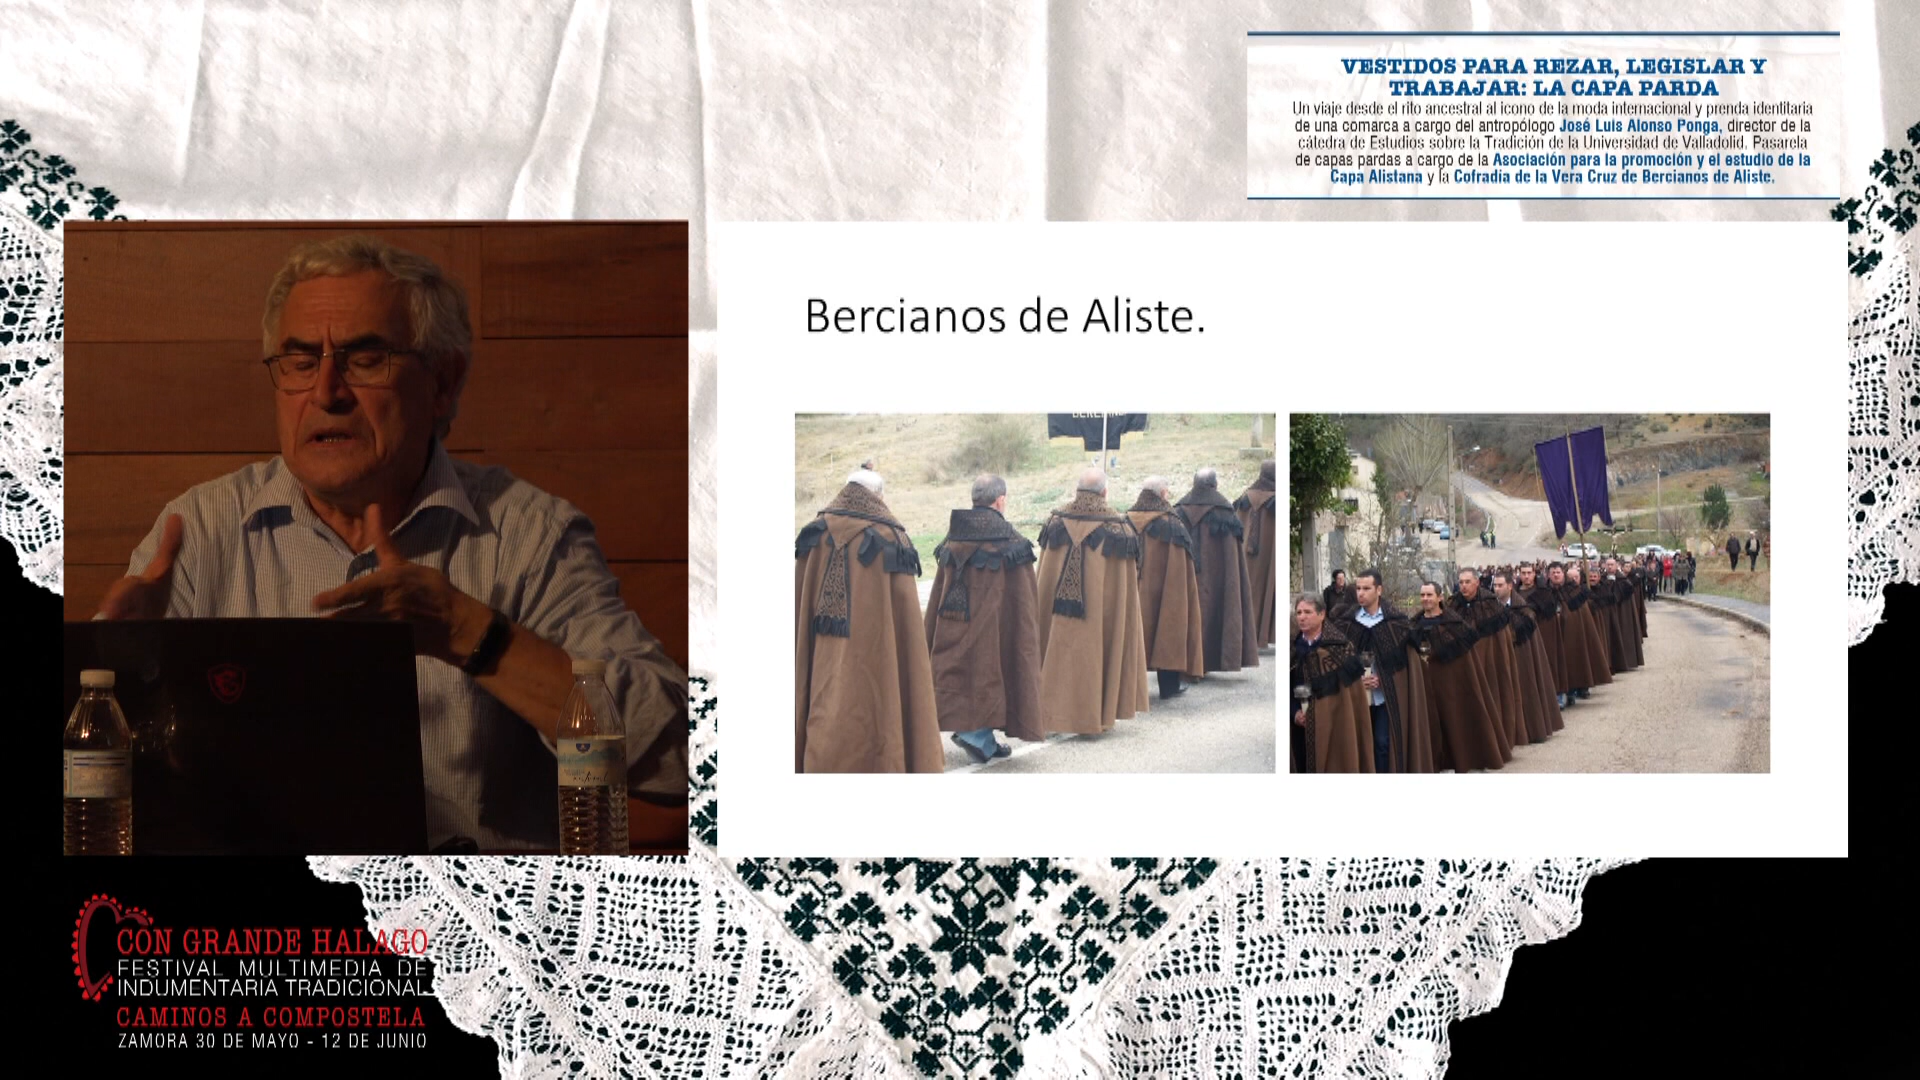 VESTIDOS PARA REZAR, LEGISLAR Y
TRABAJAR: LA CAPA PARDA
Un viaje desde el rito ancestral al icono de la moda internacional y prenda identitaria
de una comarca a cargo del antropólogo José Luis Alonso Ponga, director de la
cátedra de Estudios sobre la Tradición de la Universidad de Valladolid. Pasarela
de capas pardas a cargo de la Asociación para la promoción y el estudio de la
Capa Alistana y la Cofradía de la Vera Cruz de Bercianos de Aliste.
Bercianos de Aliste.
CON GRANDE HALAGO
FESTIVAL MULTIMEDIA DE
INDUMENTARIA TRADICIONAL
CAMINOS A COMPOSTELA
ZAMORA 30 DE MAYO - 12 DE JUNIO